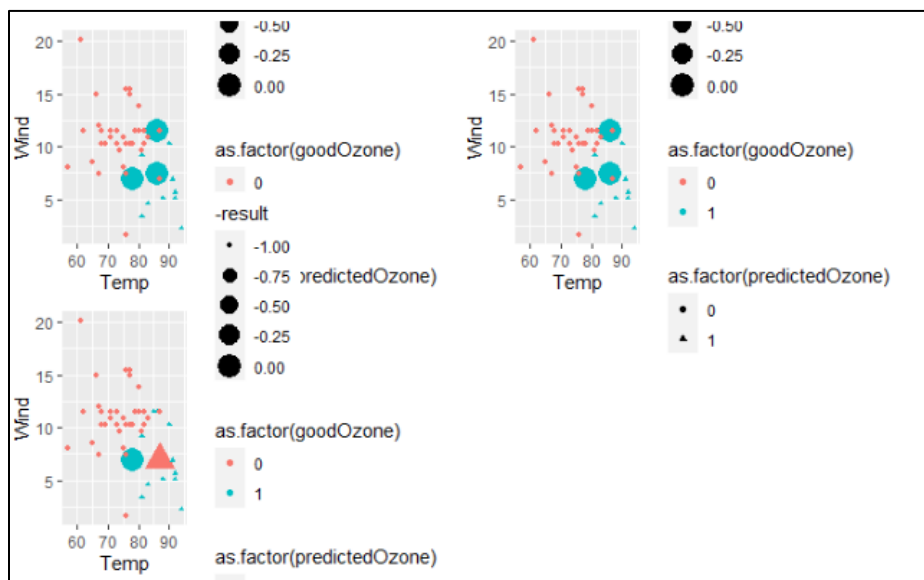 20
15
10
5
Wind
60 70 80 90
Temp
-0.50
-0.25
0.00
as.factor(goodOzone)
0
-result
-1.00
-0.75
predictedOzone)
-0.50
-0.25
0.00
20
15
10
5
Wind
60 70 80 90
Temp
as.factor(goodOzone)
0
1
as.factor(predictedOzone)
20
15
10
5
Wind
60 70 80 90
Temp
-0.50
-0.25
0.00
as.factor(goodOzone)
0
1
as.factor(predictedOzone)
0
1